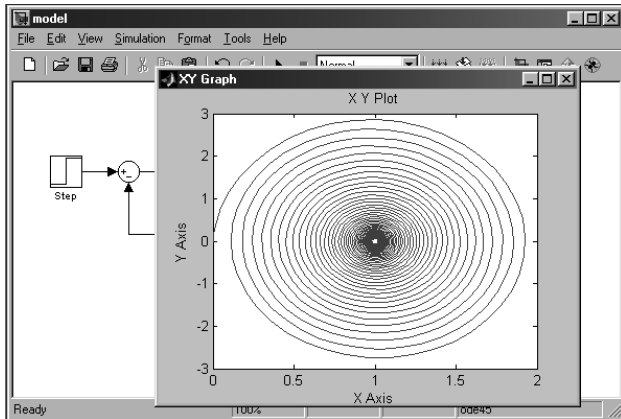 model
File Edit View Simulation Format Tools Help
Normal
XY Graph
X Y Plot
3
2
1
0
-1
-2
-3
Y Axis
0 0.5 1 1.5 2
X Axis
+-
Step
Ready
100%
ode45